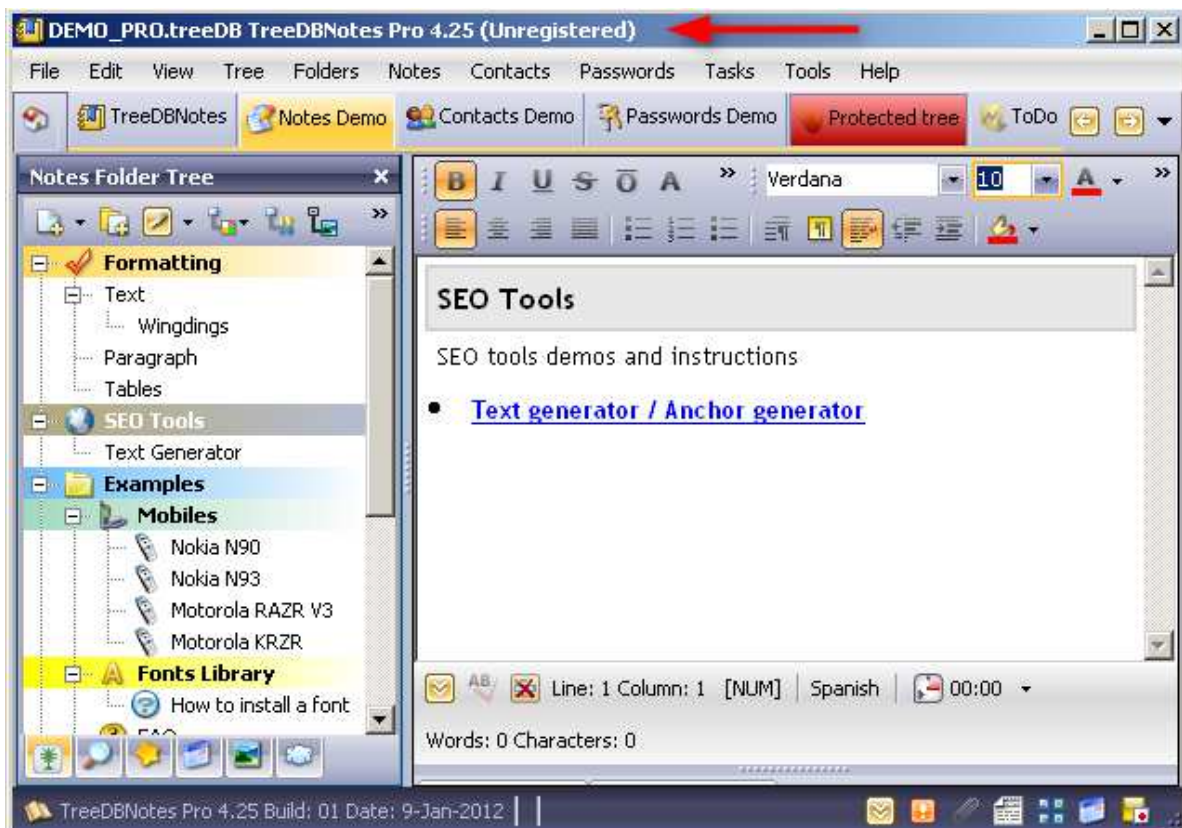 DEMO_PRO.treeDB TreeDBNotes Pro 4.25 (Unregistered)
File Edit View Tree Folders Notes Contacts Passwords Tasks Tools Help
TreeDBNotes Notes Demo Contacts Demo Passwords Demo Protected tree ToDo
Notes Folder Tree
B I U S O A Verdana 10 A
Formatting
Text
Wingdings
Paragraph
Tables
SEO Tools
Text Generator
Examples
Mobiles
Nokia N90
Nokia N93
Motorola RAZR V3
Motorola KRZR
Fonts Library
How to install a font
FAQ
SEO Tools
SEO tools demos and instructions
Text generator / Anchor generator
Line: 1 Column: 1 [NUM] Spanish 00:00
Words: 0 Characters: 0
TreeDBNotes Pro 4.25 Build: 01 Date: 9-Jan-2012